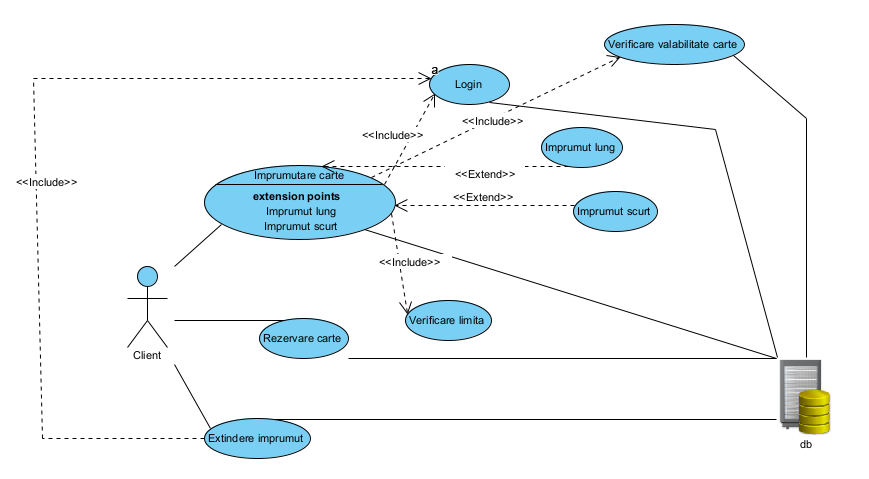 Verificare valabilitate carte
a
Login
<<Include>>
<<Include>>
Imprumut lung
Imprumutare carte
<<Extend>>
<<Include>>
extension points
<<Extend>>
Imprumut lung
Imprumut scurt
Imprumut scurt
<<Include>>
Verificare limita
Rezervare carte
Client
Extindere imprumut
db